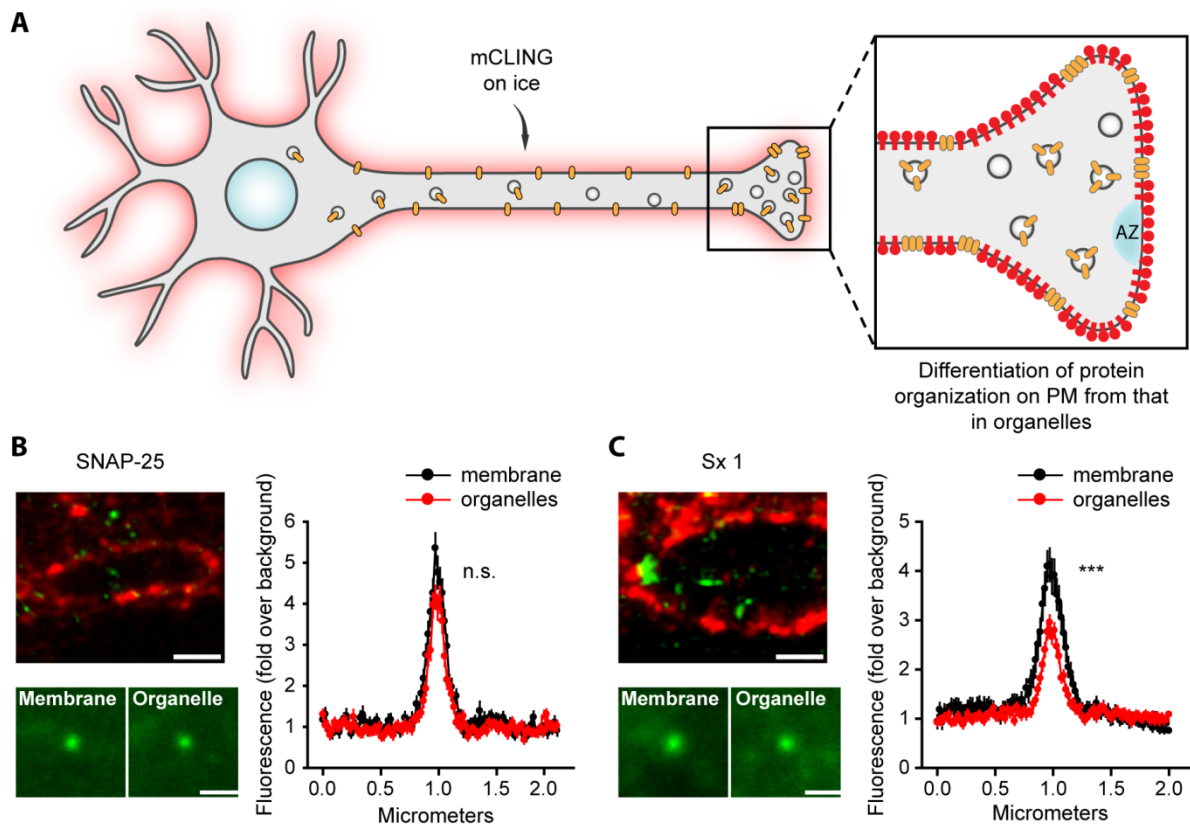 A
mCLING
on ice
AZ
Differentiation of protein
organization on PM from that
in organelles
B
SNAP-25
Membrane
Organelle
membrane
organelles
n.s.
Fluorescence (fold over background)
6
5
4
3
2
1
0
0.0 0.5 1.0 1.5 2.0
Micrometers
C
Sx 1
Membrane
Organelle
membrane
organelles
***
Fluorescence (fold over background)
5
4
3
2
1
0
0.0 0.5 1.0 1.5 2.0
Micrometers